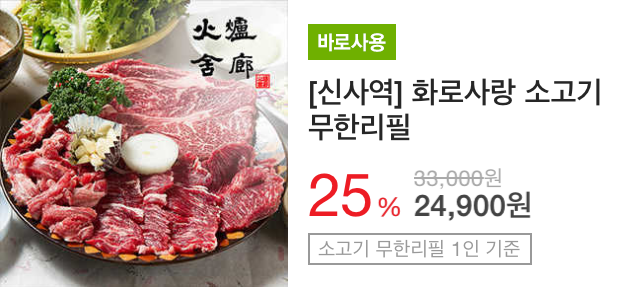 火爐
舍廊
바로사용
[신사역] 화로사랑 소고기
무한리필
25% 33,000원
24,900원
소고기 무한리필 1인 기준